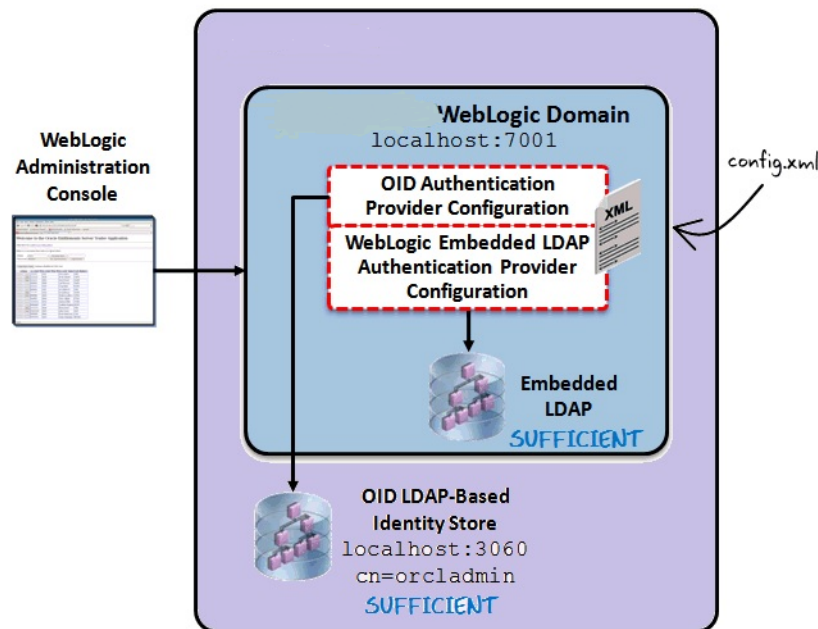 WebLogic Domain
localhost:7001
WebLogic
Administration
Console
config.xml
OID Authentication
Provider Configuration
XML
WebLogic Embedded LDAP
Authentication Provider
Configuration
Embedded
LDAP
SUFFICIENT
OID LDAP-Based
Identity Store
localhost:3060
cn=orcladmin
SUFFICIENT